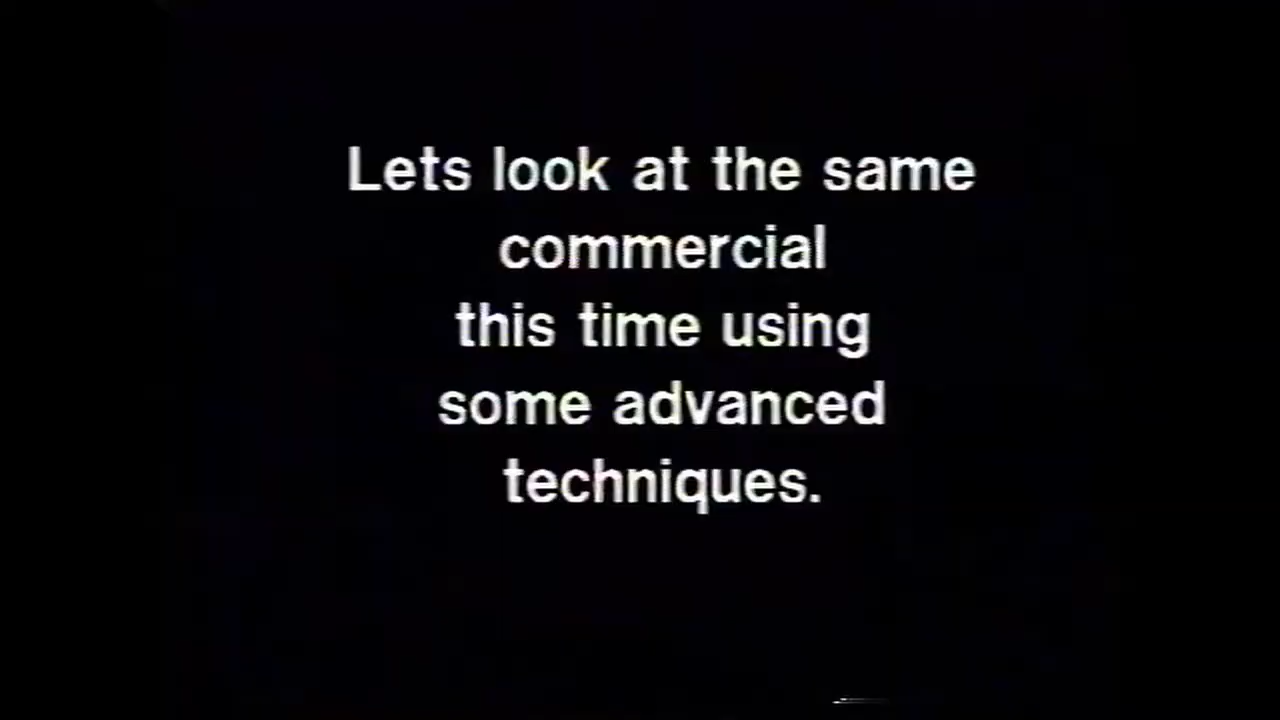 Lets look at the same
commercial
this time using
some advanced
techniques.